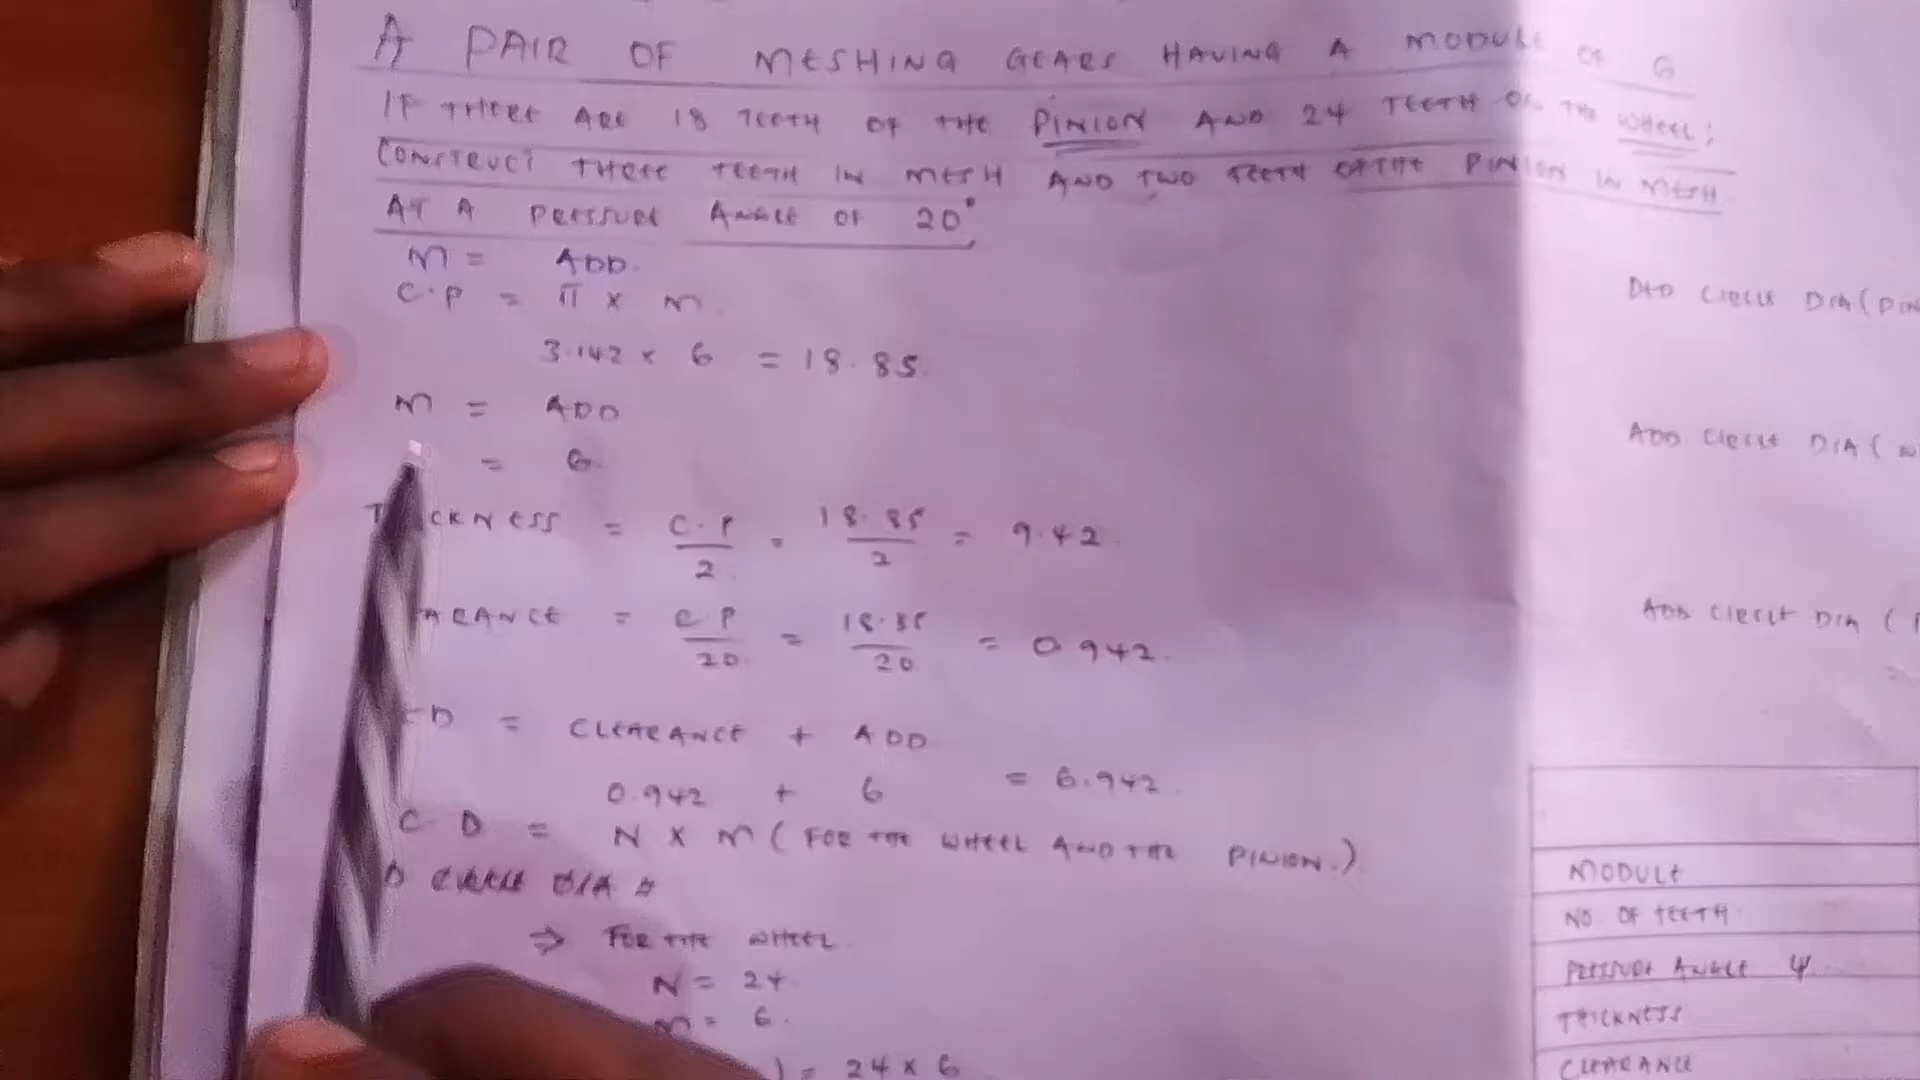 A PAIR OF MESHING GEARS HAVING A MODULE OF 6
IF THERE ARE 18 TEETH OF THE PINION AND 24 TEETH OF THE WHEEL;
CONSTRUCT THREE TEETH IN MESH AND TWO TEETH OF THE PINION IN MESH.
AT A PRESSURE ANGLE OF 20°
M = ADD.
C.P = π × M.
3.142 × 6 = 18.85.
M = ADD
= 6.
CKNESS = C.P/2 = 18.85/2 = 9.42.
ARANCE = C.P/20 = 18.85/20 = 0.942.
D = CLEARANCE + ADD
0.942 + 6 = 6.942.
C D = N × M (FOR THE WHEEL AND THE PINION.)
D CIRCLE DIA =
⇒ FOR THE WHEEL
N = 24.
M = 6.
) = 24 × 6
DED CIRCLE DIA (PIN
ADD CIRCLE DIA (W
ADD CIRCLE DIA (P
MODULE
NO. OF TEETH.
PRESSURE ANGLE Ψ
THICKNESS
CLEARANCE